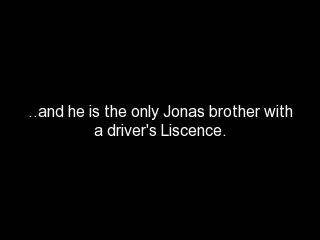 ..and he is the only Jonas brother with
a driver's Liscence.